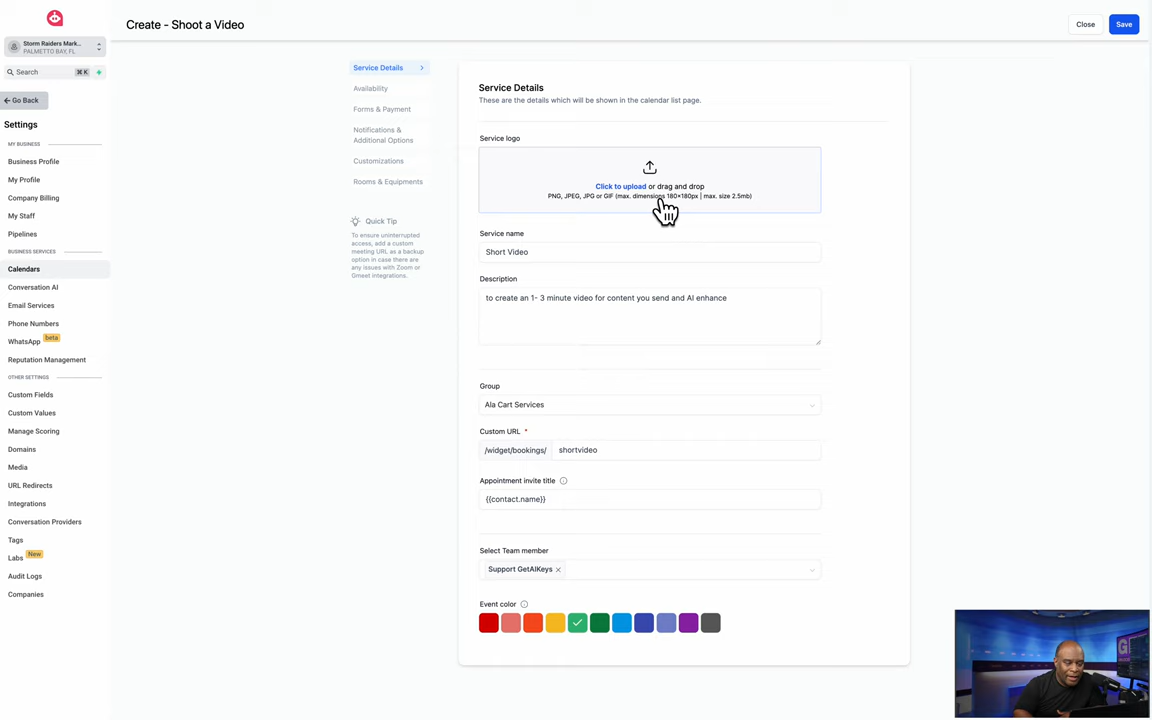 Create - Shoot a Video
Close
Save
Storm Raiders Mark...
PALMETTO BAY, FL
Search
⌘K
Go Back
Settings
MY BUSINESS
Business Profile
My Profile
Company Billing
My Staff
Pipelines
BUSINESS SERVICES
Calendars
Conversation AI
Email Services
Phone Numbers
WhatsApp beta
Reputation Management
OTHER SETTINGS
Custom Fields
Custom Values
Manage Scoring
Domains
Media
URL Redirects
Integrations
Conversation Providers
Tags
Labs New
Audit Logs
Companies
Service Details
Availability
Forms & Payment
Notifications &
Additional Options
Customizations
Rooms & Equipments
Quick Tip
To ensure uninterrupted
access, add a custom
meeting URL as a backup
option in case there are
any issues with Zoom or
Gmeet integrations.
Service Details
These are the details which will be shown in the calendar list page.
Service logo
Click to upload or drag and drop
PNG, JPEG, JPG or GIF (max. dimensions 180×180px | max. size 2.5mb)
Service name
Short Video
Description
to create an 1- 3 minute video for content you send and AI enhance
Group
Ala Cart Services
Custom URL *
/widget/bookings/ shortvideo
Appointment invite title
{{contact.name}}
Select Team member
Support GetAIKeys
Event color